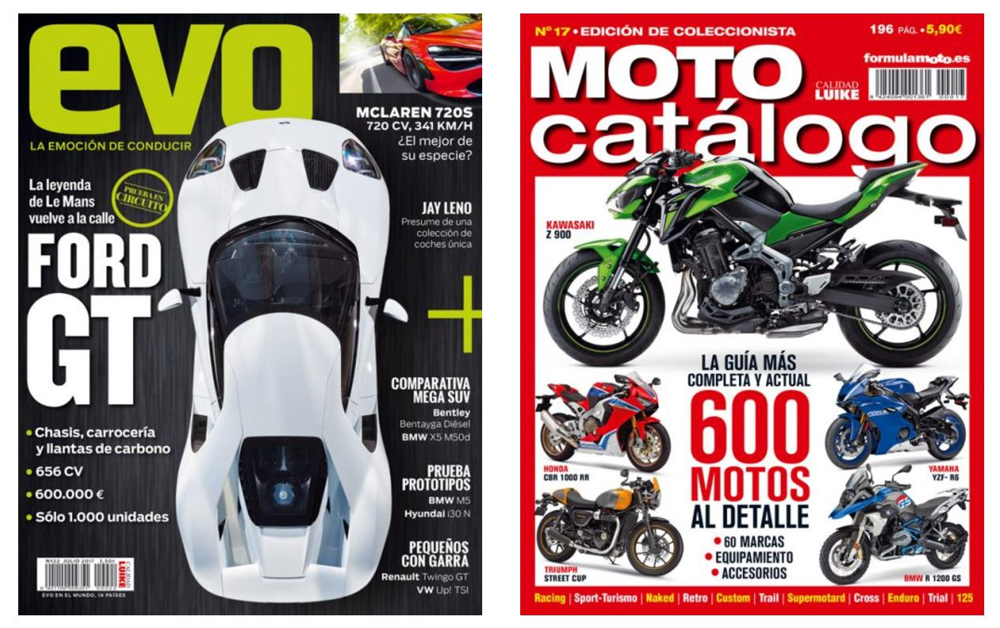 evo
LA EMOCIÓN DE CONDUCIR
MCLAREN 720S
720 CV, 341 KM/H
¿El mejor de
su especie?
La leyenda
de Le Mans
vuelve a la calle
PRUEBA EN
CIRCUITO
FORD
GT
JAY LENO
Presume de una
colección de
coches única
+
COMPARATIVA
MEGA SUV
Bentley
Bentayga Diésel
BMW X5 M50d
• Chasis, carrocería
y llantas de carbono
• 656 CV
• 600.000 €
• Sólo 1.000 unidades
PRUEBA
PROTOTIPOS
BMW M5
Hyundai i30 N
PEQUEÑOS
CON GARRA
Renault Twingo GT
VW Up! TSI
Nº22 JULIO 2017 3,50€
CALIDAD
LUIKE
EVO EN EL MUNDO, 18 PAÍSES
Nº 17 • EDICIÓN DE COLECCIONISTA
196 PÁG. • 5,90€
MOTO
catálogo
formulamoto.es
CALIDAD
LUIKE
8 424094 001361 00017
KAWASAKI
Z 900
LA GUÍA MÁS
COMPLETA Y ACTUAL
600
MOTOS
AL DETALLE
• 60 MARCAS
• EQUIPAMIENTO
• ACCESORIOS
HONDA
CBR 1000 RR
YAMAHA
YZF- R6
TRIUMPH
STREET CUP
BMW R 1200 GS
Racing | Sport-Turismo | Naked | Retro | Custom | Trail | Supermotard | Cross | Enduro | Trial | 125